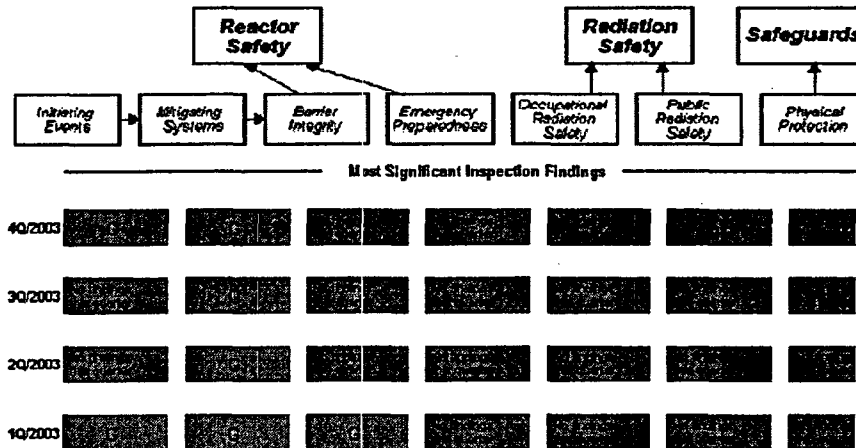 Reactor
Safety
Radiation
Safety
Safeguards
Initiating
Events
Mitigating
Systems
Barrier
Integrity
Emergency
Preparedness
Occupational
Radiation
Safety
Public
Radiation
Safety
Physical
Protection
Most Significant Inspection Findings
4Q/2003
3Q/2003
2Q/2003
1Q/2003